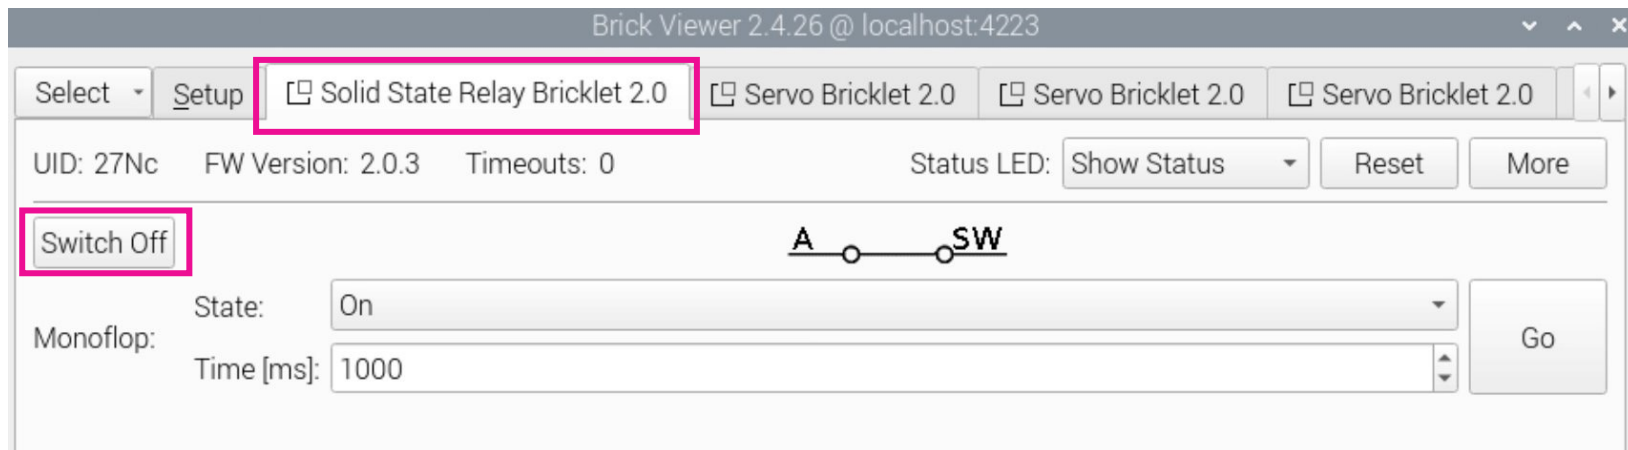 Brick Viewer 2.4.26 @ localhost:4223
Select Setup Solid State Relay Bricklet 2.0 Servo Bricklet 2.0 Servo Bricklet 2.0 Servo Bricklet 2.0
UID: 27Nc FW Version: 2.0.3 Timeouts: 0 Status LED: Show Status Reset More
Switch Off A SW
Monoflop: State: On Go
Time [ms]: 1000